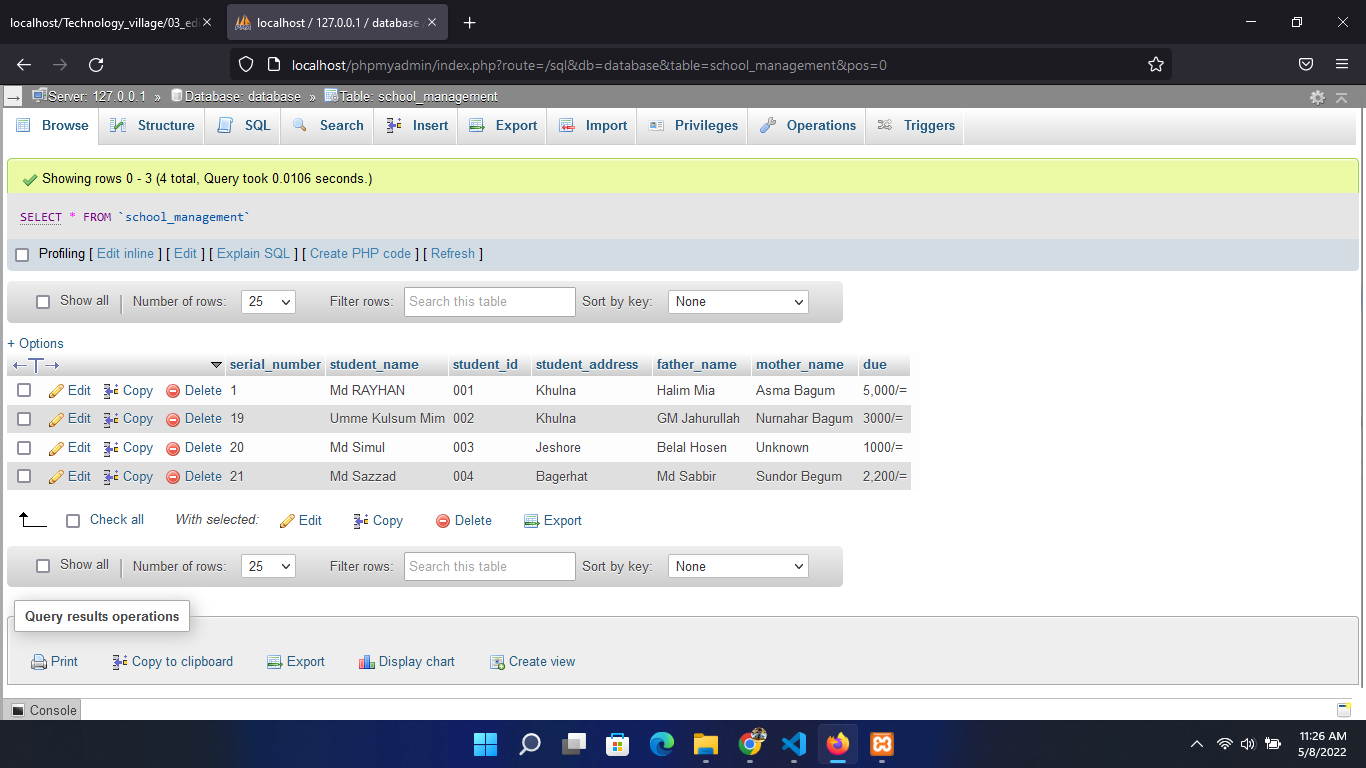 localhost/Technology_village/03_edi
localhost / 127.0.0.1 / database
localhost/phpmyadmin/index.php?route=/sql&db=database&table=school_management&pos=0
Server: 127.0.0.1 » Database: database » Table: school_management
Browse Structure SQL Search Insert Export Import Privileges Operations Triggers
Showing rows 0 - 3 (4 total, Query took 0.0106 seconds.)
SELECT * FROM `school_management`
Profiling [ Edit inline ] [ Edit ] [ Explain SQL ] [ Create PHP code ] [ Refresh ]
Show all Number of rows: 25 Filter rows: Search this table Sort by key: None
+ Options
←T→ serial_number student_name student_id student_address father_name mother_name due
Edit Copy Delete 1 Md RAYHAN 001 Khulna Halim Mia Asma Bagum 5,000/=
Edit Copy Delete 19 Umme Kulsum Mim 002 Khulna GM Jahurullah Nurnahar Bagum 3000/=
Edit Copy Delete 20 Md Simul 003 Jeshore Belal Hosen Unknown 1000/=
Edit Copy Delete 21 Md Sazzad 004 Bagerhat Md Sabbir Sundor Begum 2,200/=
Check all With selected: Edit Copy Delete Export
Show all Number of rows: 25 Filter rows: Search this table Sort by key: None
Query results operations
Print Copy to clipboard Export Display chart Create view
Console
11:26 AM
5/8/2022